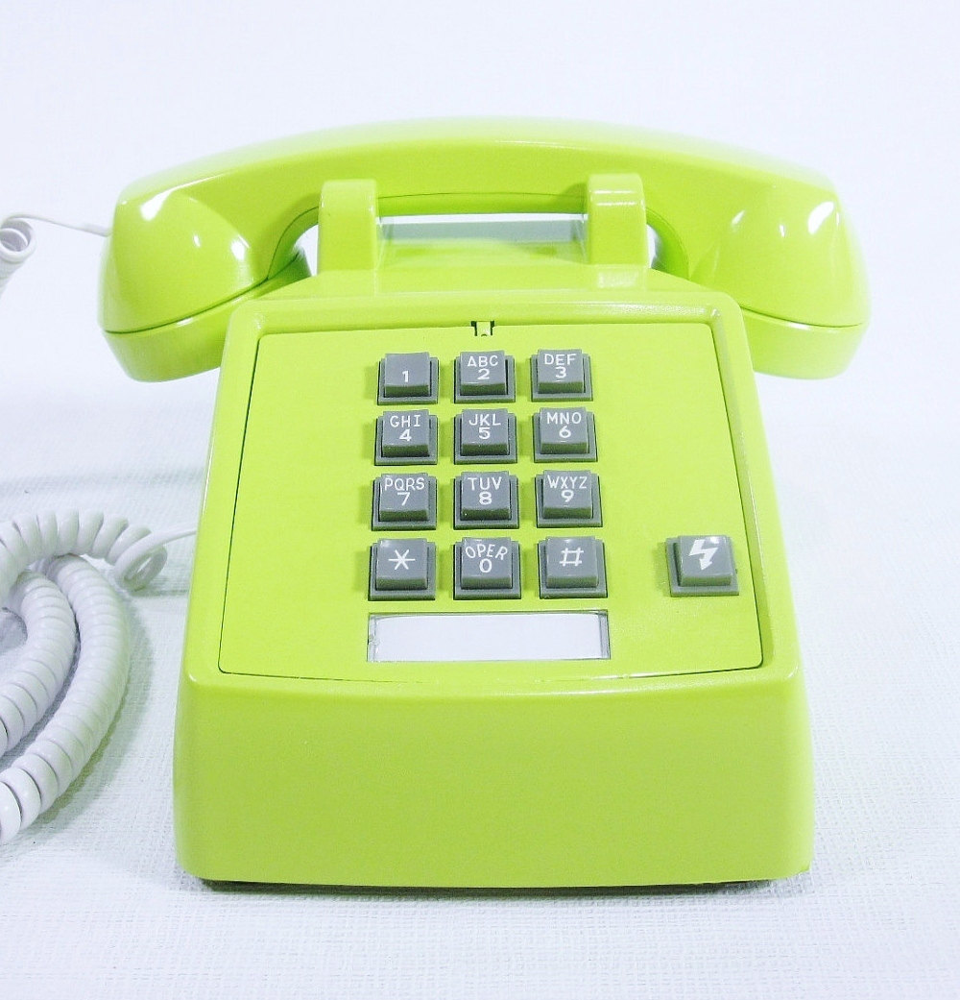 1 ABC 2 DEF 3
GHI 4 JKL 5 MNO 6
PQRS 7 TUV 8 WXYZ 9
* OPER 0 #